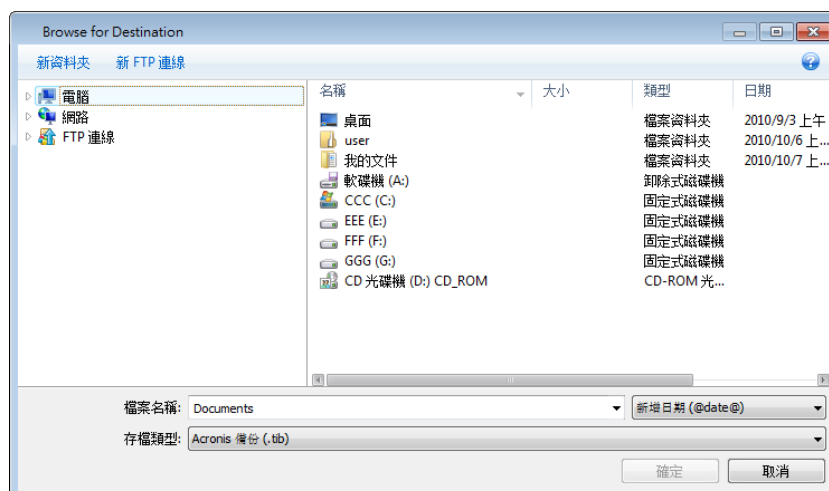 Browse for Destination
新資料夾 新 FTP 連線
電腦
網路
FTP 連線
名稱 大小 類型 日期
桌面 檔案資料夾 2010/9/3 上午
user 檔案資料夾 2010/10/6 上...
我的文件 檔案資料夾 2010/10/7 上...
軟碟機 (A:) 卸除式磁碟機
CCC (C:) 固定式磁碟機
EEE (E:) 固定式磁碟機
FFF (F:) 固定式磁碟機
GGG (G:) 固定式磁碟機
CD 光碟機 (D:) CD_ROM CD-ROM 光...
檔案名稱: Documents 新增日期 (@date@)
存檔類型: Acronis 備份 (.tib)
確定 取消